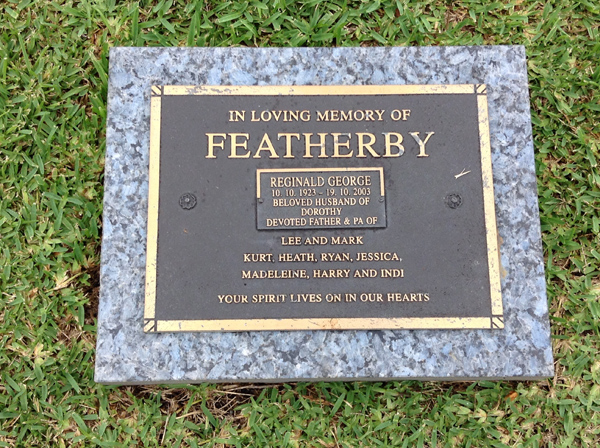 IN LOVING MEMORY OF
FEATHERBY
REGINALD GEORGE
10. 10. 1923 - 19. 10. 2003
BELOVED HUSBAND OF
DOROTHY
DEVOTED FATHER & PA OF
LEE AND MARK
KURT, HEATH, RYAN, JESSICA,
MADELEINE, HARRY AND INDI
YOUR SPIRIT LIVES ON IN OUR HEARTS